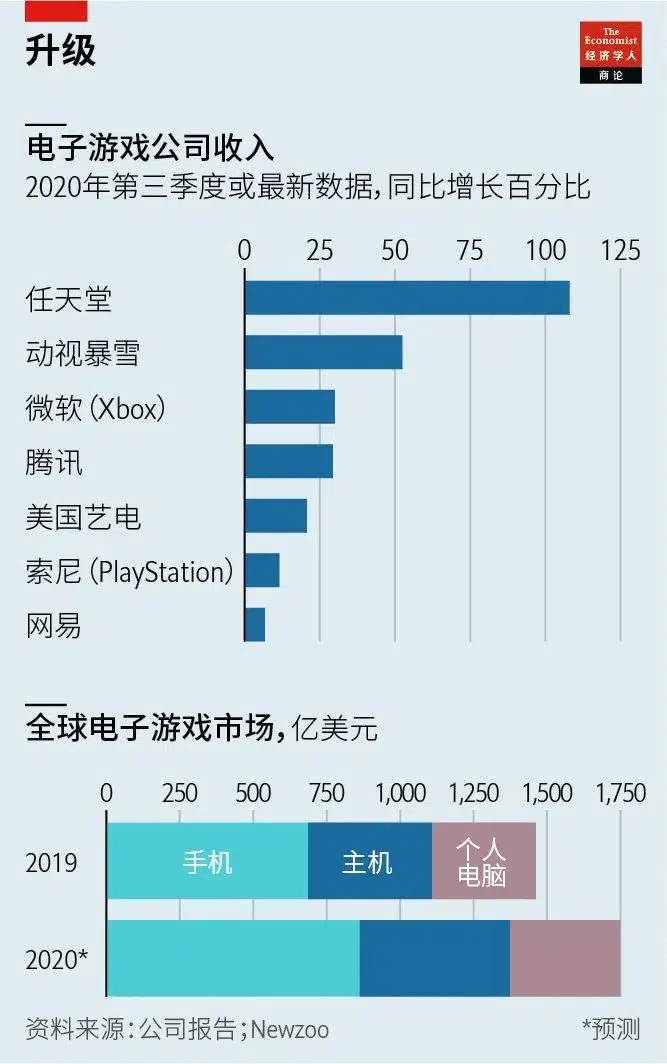 升级
The
Economist
经济学人
商论
电子游戏公司收入
2020年第三季度或最新数据，同比增长百分比
0 25 50 75 100 125
任天堂
动视暴雪
微软（Xbox）
腾讯
美国艺电
索尼（PlayStation）
网易
全球电子游戏市场，亿美元
0 250 500 750 1,000 1,250 1,500 1,750
2019 手机 主机 个人
电脑
2020*
资料来源：公司报告；Newzoo *预测